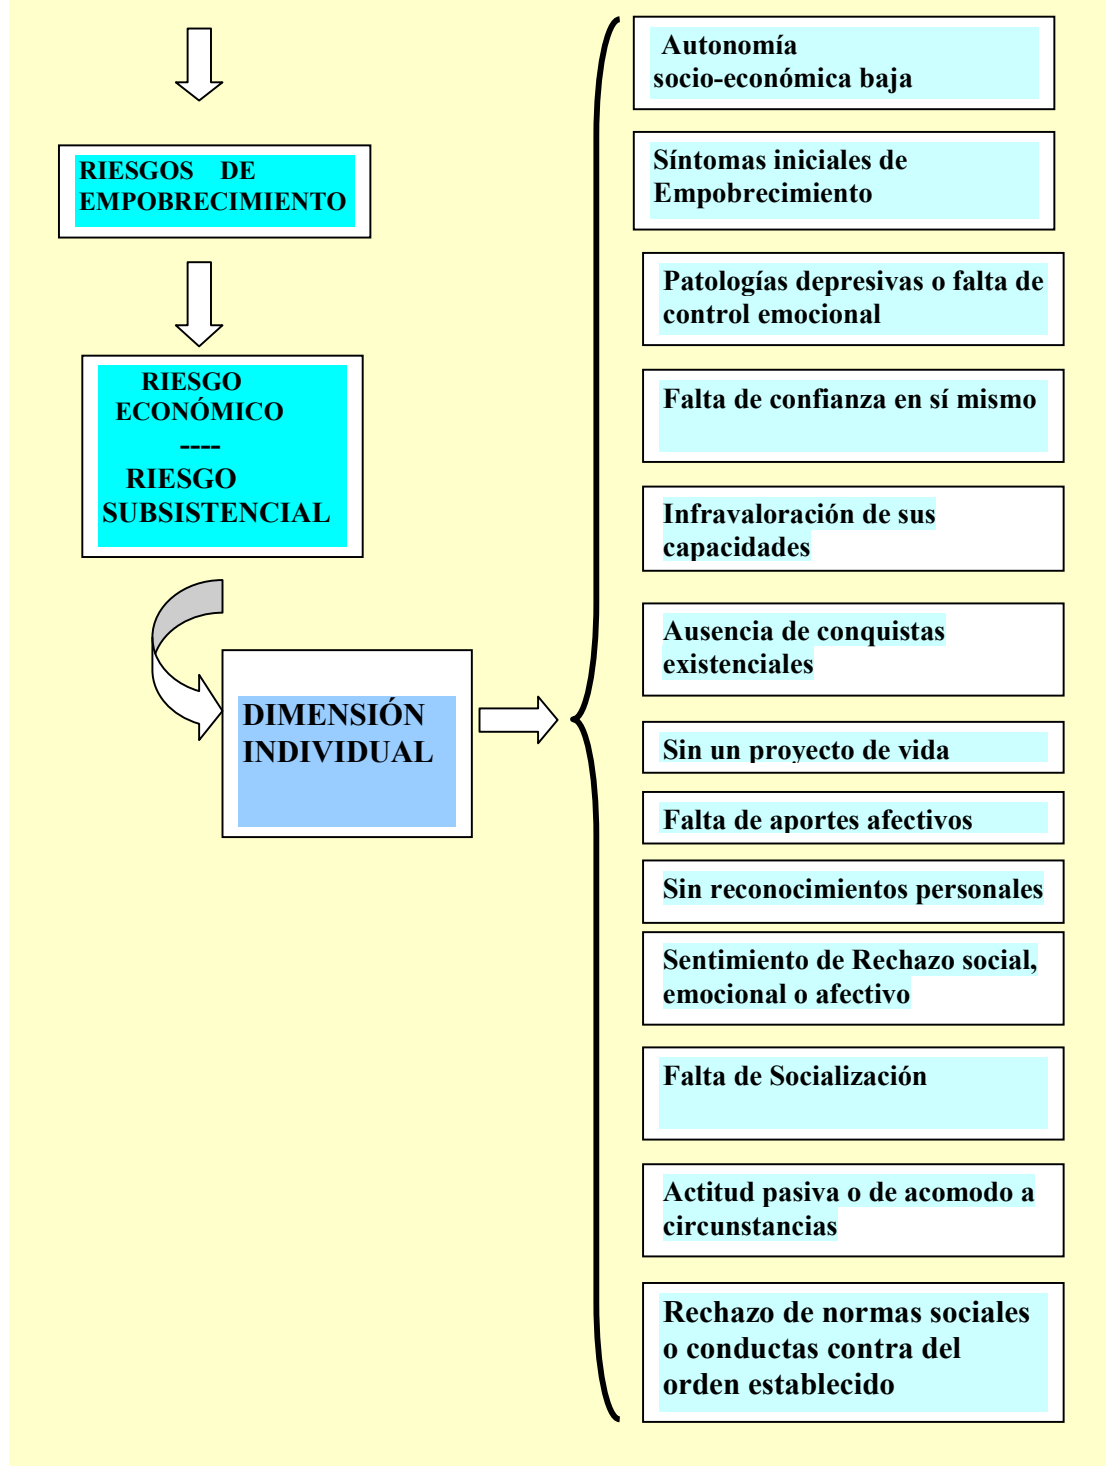 RIESGOS DE
EMPOBRECIMIENTO
RIESGO
ECONÓMICO
----
RIESGO
SUBSISTENCIAL
DIMENSIÓN
INDIVIDUAL
Autonomía
socio-económica baja
Síntomas iniciales de
Empobrecimiento
Patologías depresivas o falta de
control emocional
Falta de confianza en sí mismo
Infravaloración de sus
capacidades
Ausencia de conquistas
existenciales
Sin un proyecto de vida
Falta de aportes afectivos
Sin reconocimientos personales
Sentimiento de Rechazo social,
emocional o afectivo
Falta de Socialización
Actitud pasiva o de acomodo a
circunstancias
Rechazo de normas sociales
o conductas contra del
orden establecido